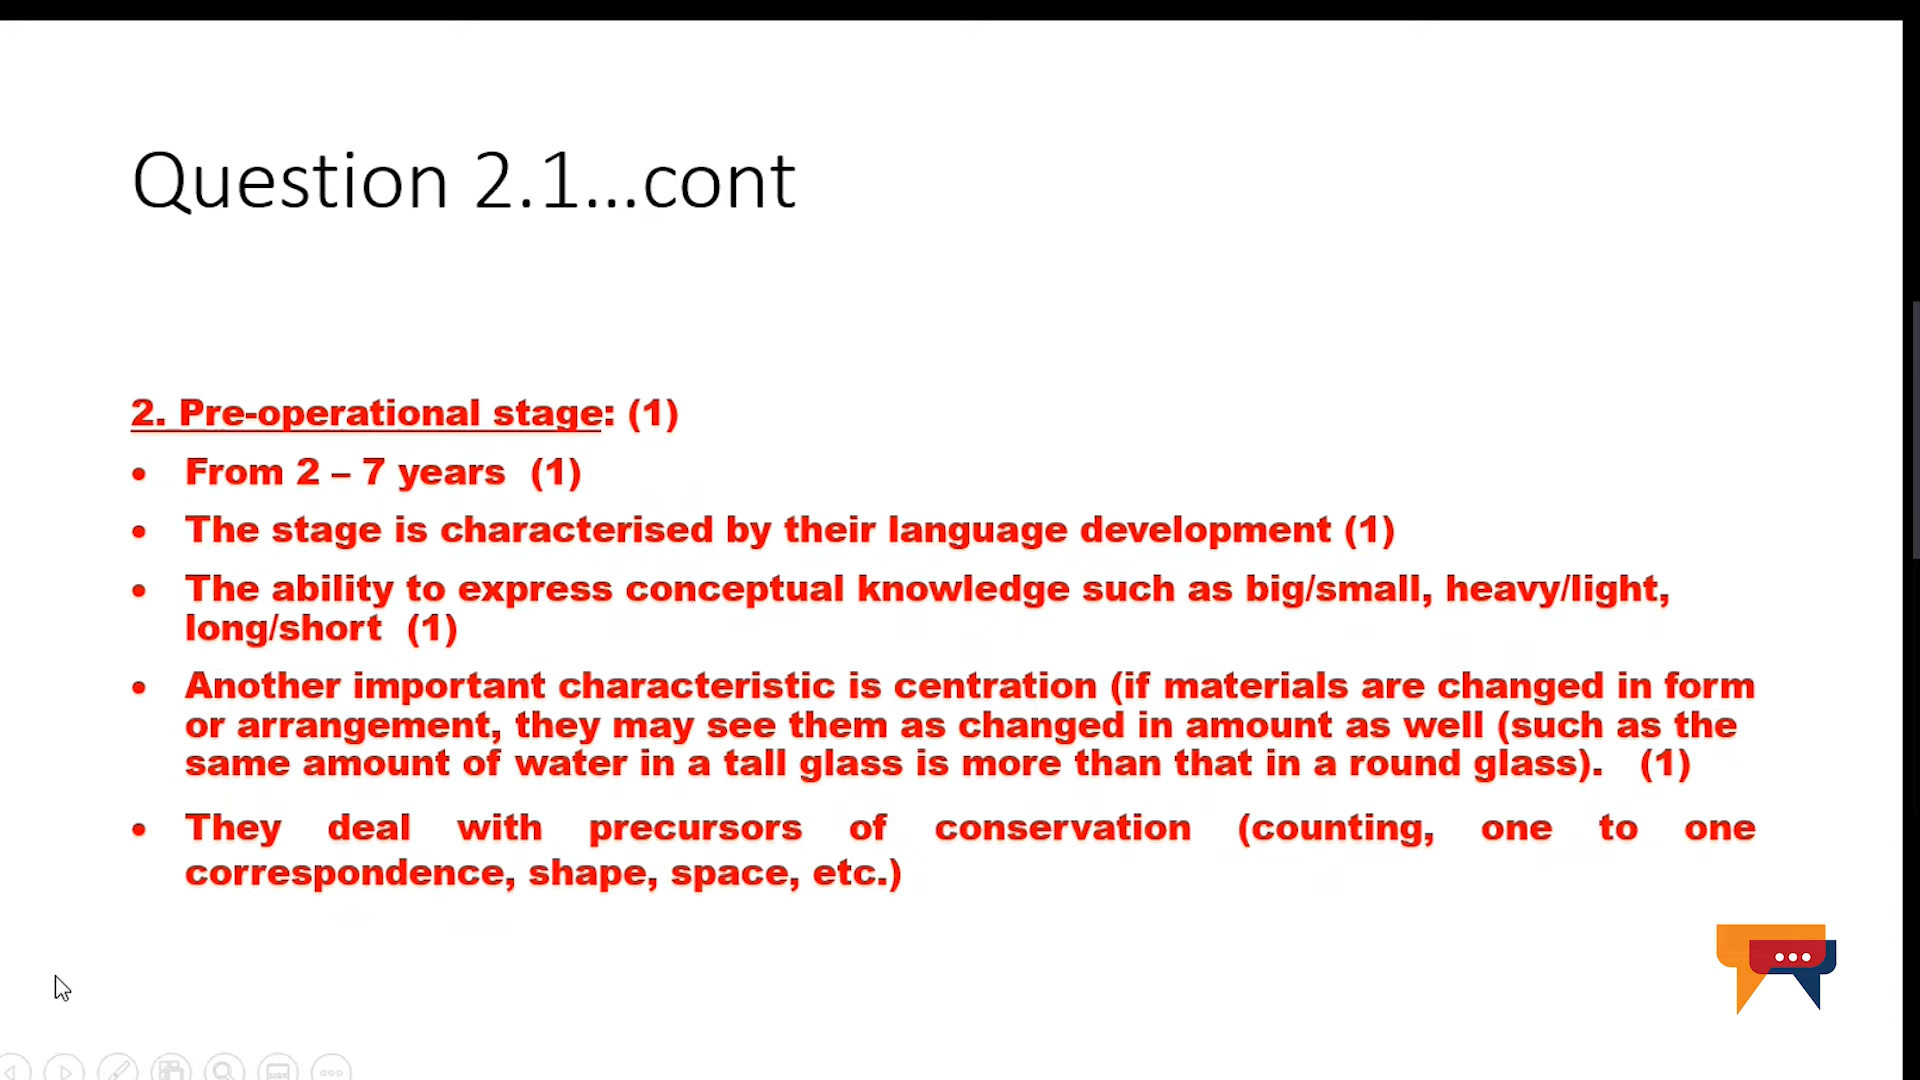 Question 2.1...cont
2. Pre-operational stage: (1)
• From 2 – 7 years (1)
• The stage is characterised by their language development (1)
• The ability to express conceptual knowledge such as big/small, heavy/light,
long/short (1)
• Another important characteristic is centration (if materials are changed in form
or arrangement, they may see them as changed in amount as well (such as the
same amount of water in a tall glass is more than that in a round glass). (1)
• They deal with precursors of conservation (counting, one to one
correspondence, shape, space, etc.)